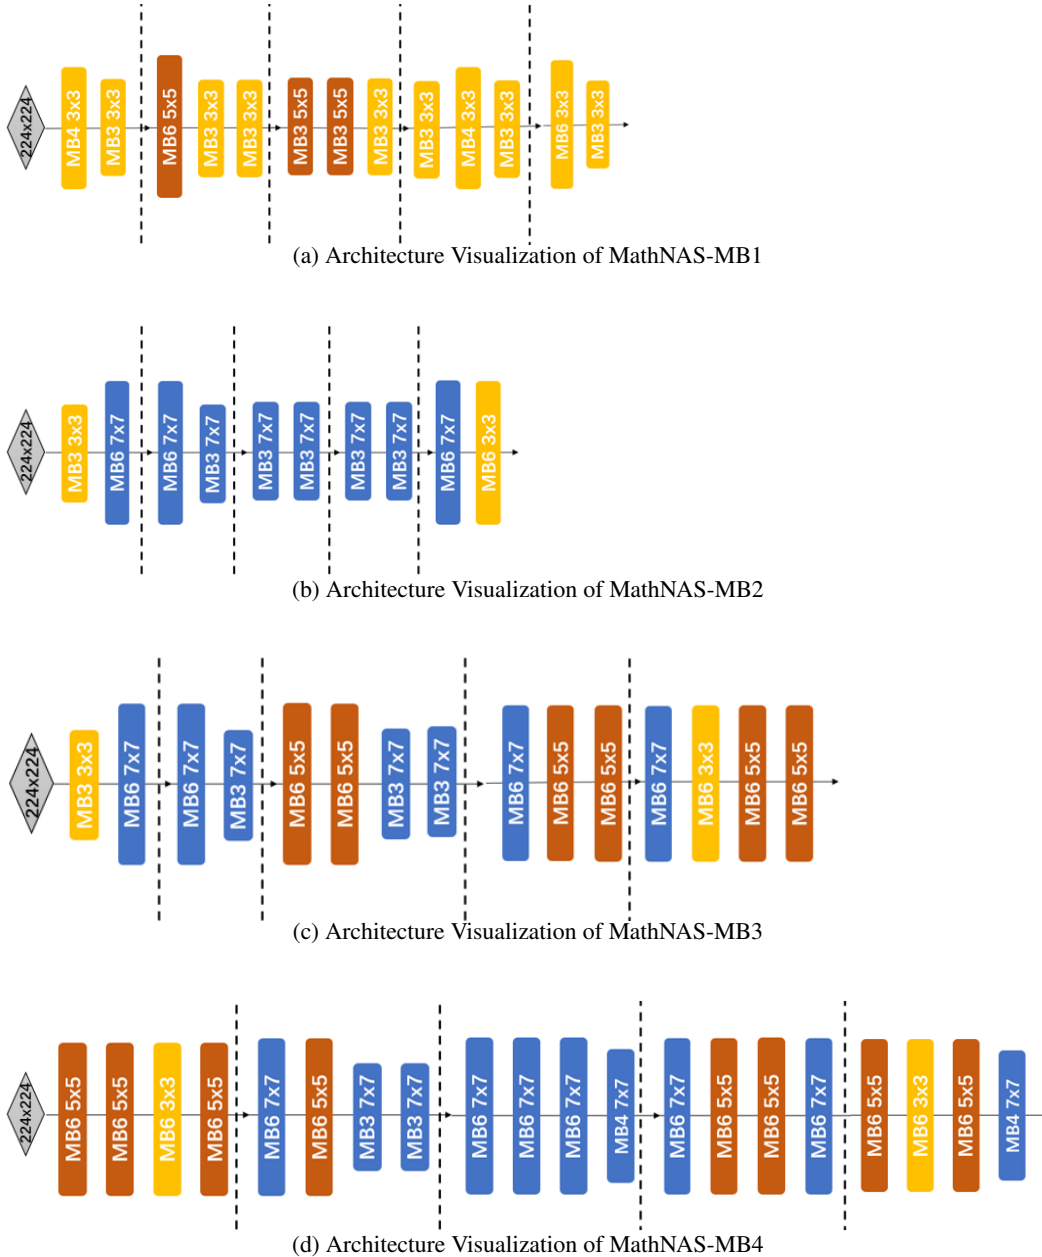 224x224
MB4 3x3
MB3 3x3
MB6 5x5
MB3 3x3
MB3 3x3
MB3 5x5
MB3 5x5
MB3 3x3
MB3 3x3
MB4 3x3
MB3 3x3
MB6 3x3
MB3 3x3
(a) Architecture Visualization of MathNAS-MB1
224x224
MB3 3x3
MB6 7x7
MB6 7x7
MB3 7x7
MB3 7x7
MB3 7x7
MB3 7x7
MB3 7x7
MB6 7x7
MB6 3x3
(b) Architecture Visualization of MathNAS-MB2
224x224
MB3 3x3
MB6 7x7
MB6 7x7
MB3 7x7
MB6 5x5
MB6 5x5
MB3 7x7
MB3 7x7
MB6 7x7
MB6 5x5
MB6 5x5
MB6 7x7
MB6 3x3
MB6 5x5
MB6 5x5
(c) Architecture Visualization of MathNAS-MB3
224x224
MB6 5x5
MB6 5x5
MB6 3x3
MB6 5x5
MB6 7x7
MB6 5x5
MB3 7x7
MB3 7x7
MB6 7x7
MB6 7x7
MB6 7x7
MB4 7x7
MB6 7x7
MB6 5x5
MB6 5x5
MB6 7x7
MB6 5x5
MB6 3x3
MB6 5x5
MB4 7x7
(d) Architecture Visualization of MathNAS-MB4